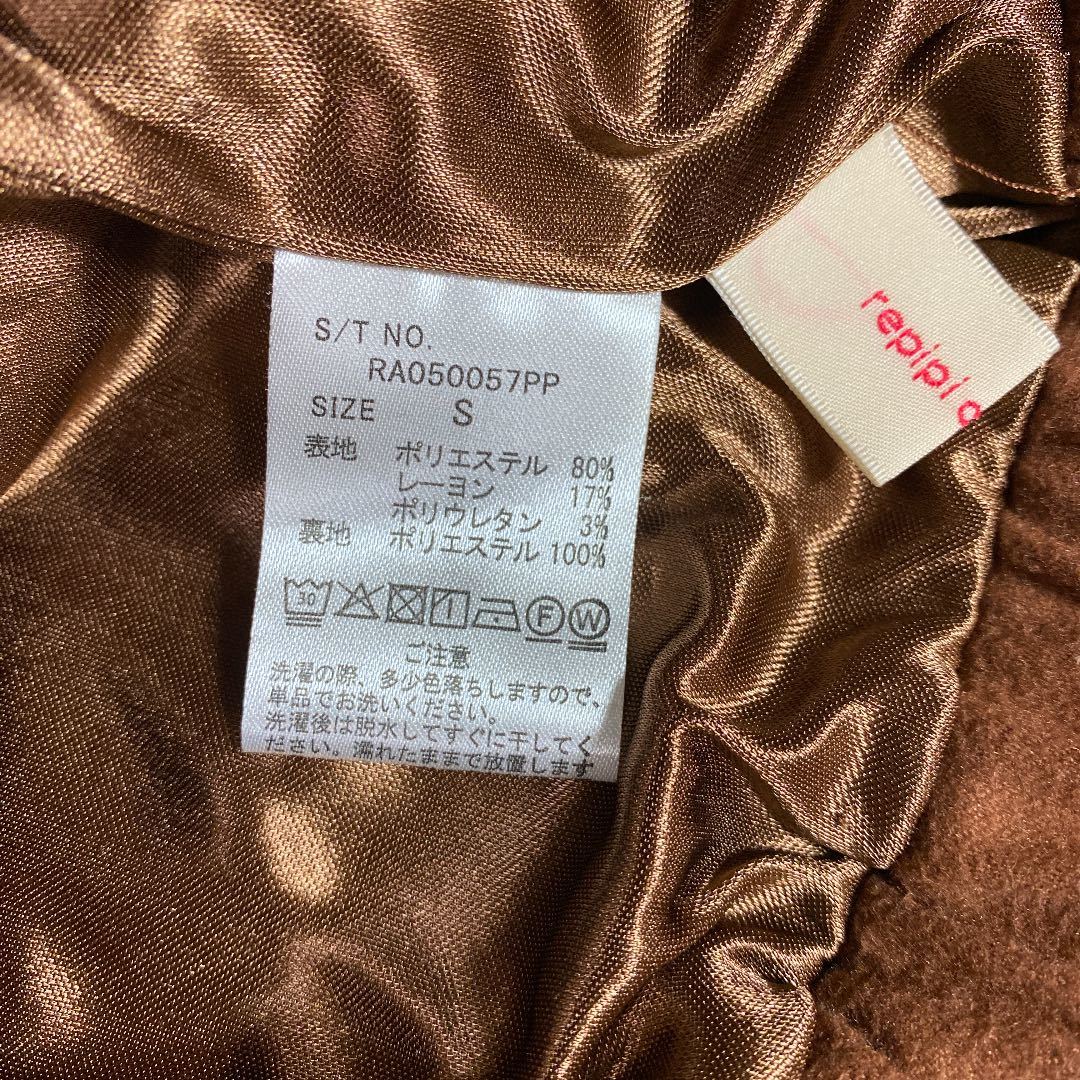 S/T NO.
RA050057PP
SIZE S
表地 ポリエステル 80%
レーヨン 17%
ポリウレタン 3%
裏地 ポリエステル 100%
30 F W
ご注意
洗濯の際、多少色落ちしますので、
単品でお洗いください。
洗濯後は脱水してすぐに干してく
ださい。濡れたままで放置します
repipi